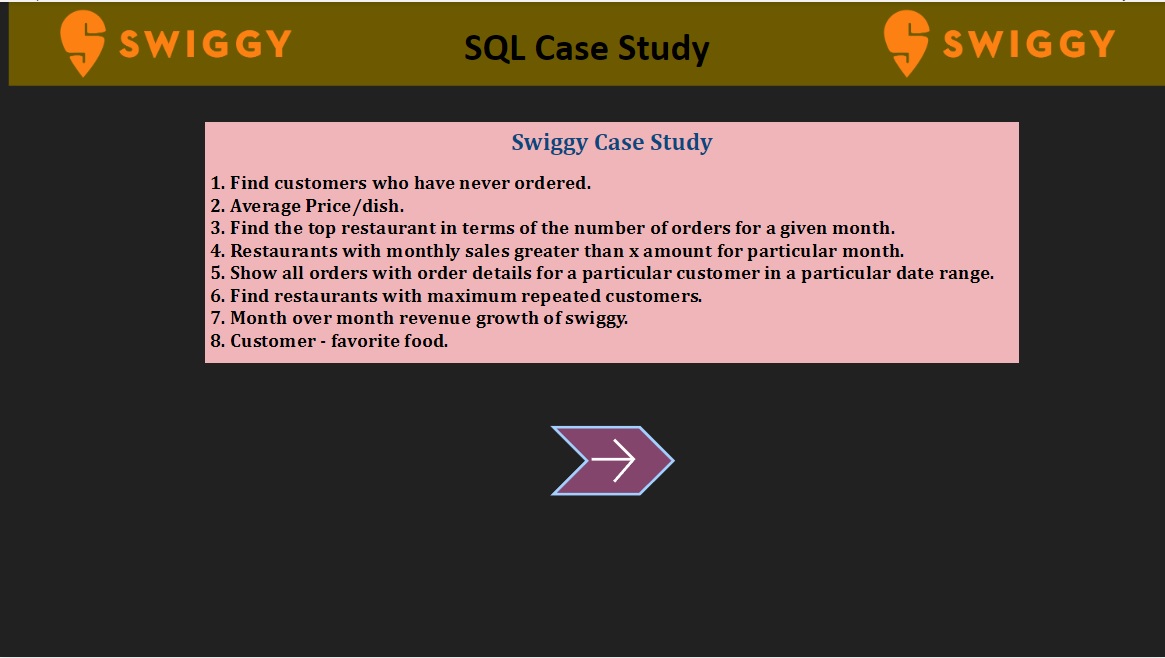 SWIGGY
SQL Case Study
SWIGGY
Swiggy Case Study
1. Find customers who have never ordered.
2. Average Price/dish.
3. Find the top restaurant in terms of the number of orders for a given month.
4. Restaurants with monthly sales greater than x amount for particular month.
5. Show all orders with order details for a particular customer in a particular date range.
6. Find restaurants with maximum repeated customers.
7. Month over month revenue growth of swiggy.
8. Customer - favorite food.